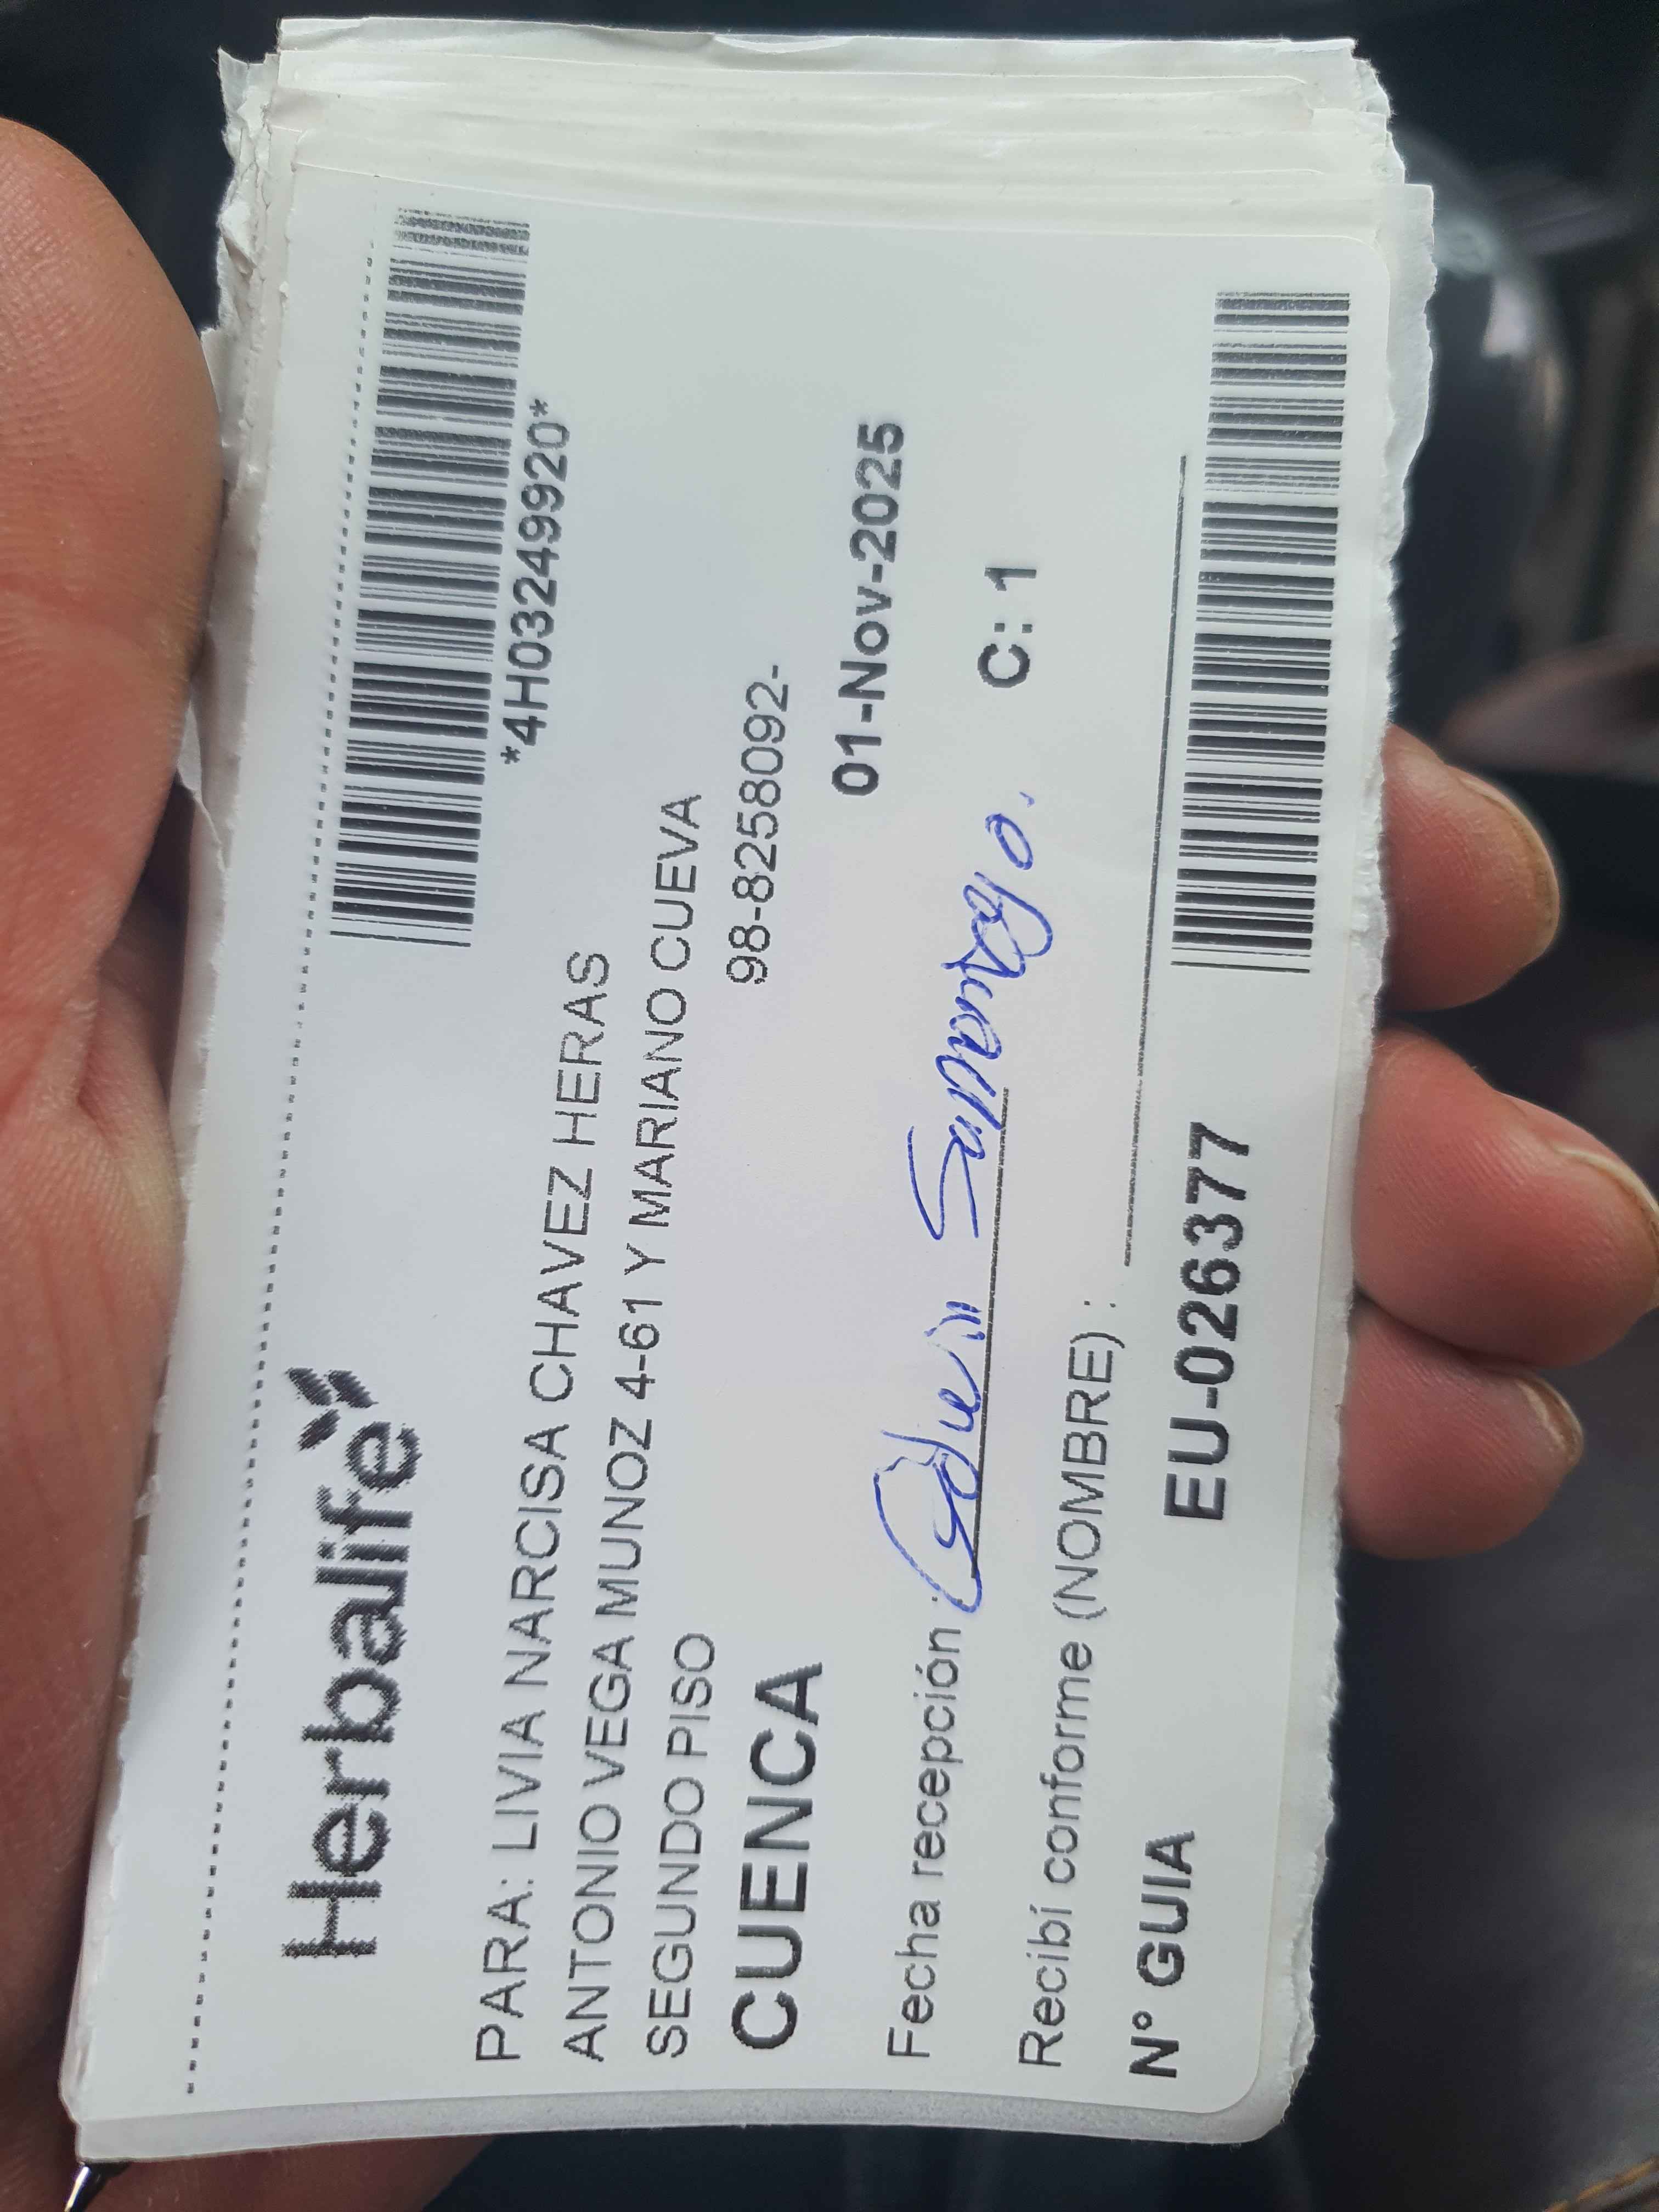 Herbalife
*4H03249920*
PARA: LIVIA NARCISA CHAVEZ HERAS
ANTONIO VEGA MUNOZ 4-61 Y MARIANO CUEVA
SEGUNDO PISO 98-8258092-
CUENCA
01-Nov-2025
Fecha recepción :
C: 1
Recibí conforme (NOMBRE) :
N° GUIA EU-026377